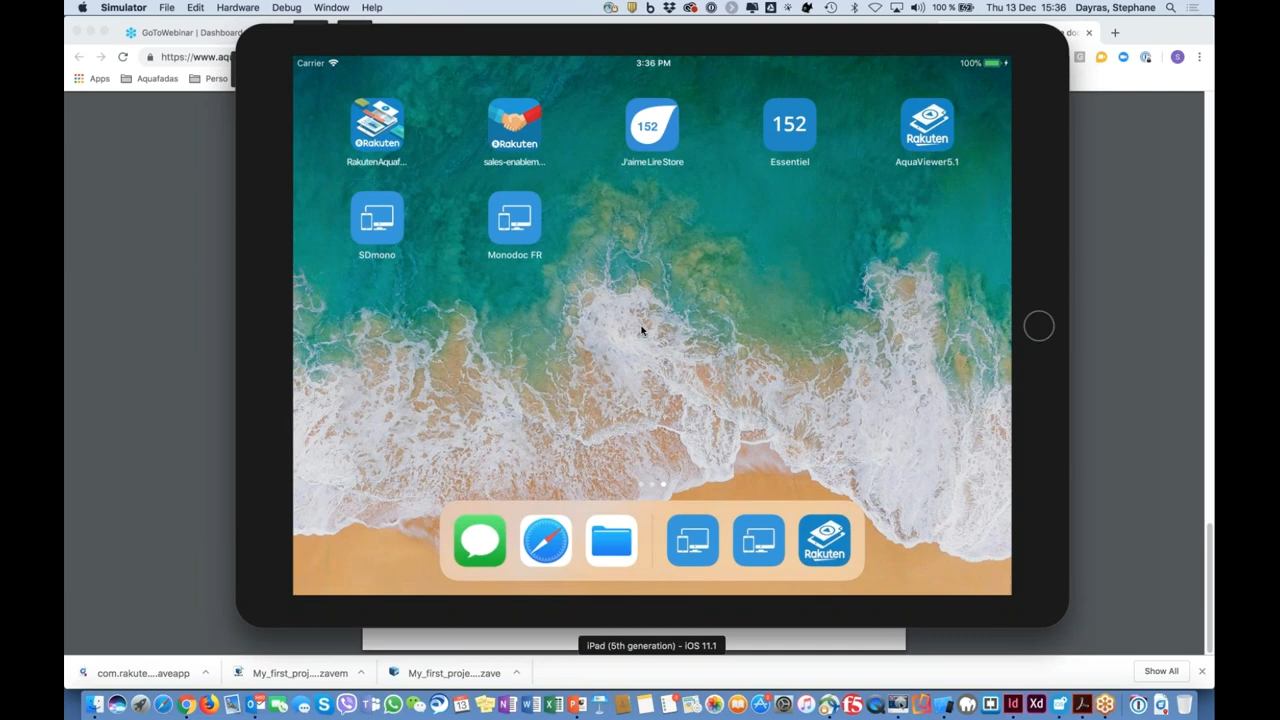 Simulator File Edit Hardware Debug Window Help 100% Thu 13 Dec 15:36 Dayras, Stephane
GoToWebinar | Dashboard
https://www.aqu
S
Apps Aquafadas Perso
Carrier 3:36 PM 100%
152 152
Rakuten Rakuten Rakuten
RakutenAquaf... sales-enablem... J'aime Lire Store Essentiel AquaViewer5.1
SDmono Monodoc FR
Rakuten
iPad (5th generation) - iOS 11.1
com.rakute....aveapp My_first_proj....zavem My_first_proje....zave Show All